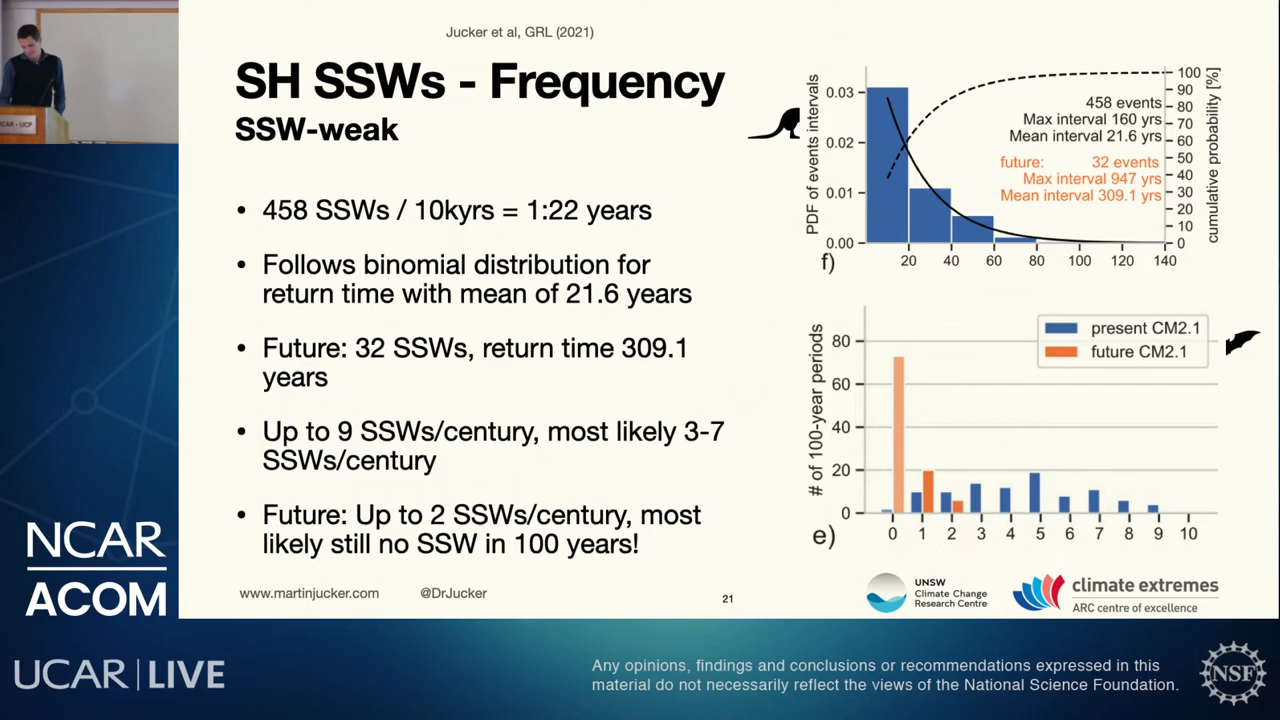 Jucker et al, GRL (2021)
SH SSWs - Frequency
SSW-weak
• 458 SSWs / 10kyrs = 1:22 years
• Follows binomial distribution for
return time with mean of 21.6 years
• Future: 32 SSWs, return time 309.1
years
• Up to 9 SSWs/century, most likely 3-7
SSWs/century
• Future: Up to 2 SSWs/century, most
likely still no SSW in 100 years!
PDF of events intervals
0.03
0.02
0.01
0.00
20 40 60 80 100 120 140
100
90
80
70
60
50
40
30
20
10
0
cumulative probability [%]
458 events
Max interval 160 yrs
Mean interval 21.6 yrs
future: 32 events
Max interval 947 yrs
Mean interval 309.1 yrs
f)
# of 100-year periods
80
60
40
20
0
0 1 2 3 4 5 6 7 8 9 10
present CM2.1
future CM2.1
e)
www.martinjucker.com @DrJucker
21
UNSW
Climate Change
Research Centre
climate extremes
ARC centre of excellence
NCAR - UCP
NCAR
ACOM
UCAR | LIVE
Any opinions, findings and conclusions or recommendations expressed in this
material do not necessarily reflect the views of the National Science Foundation.
NSF